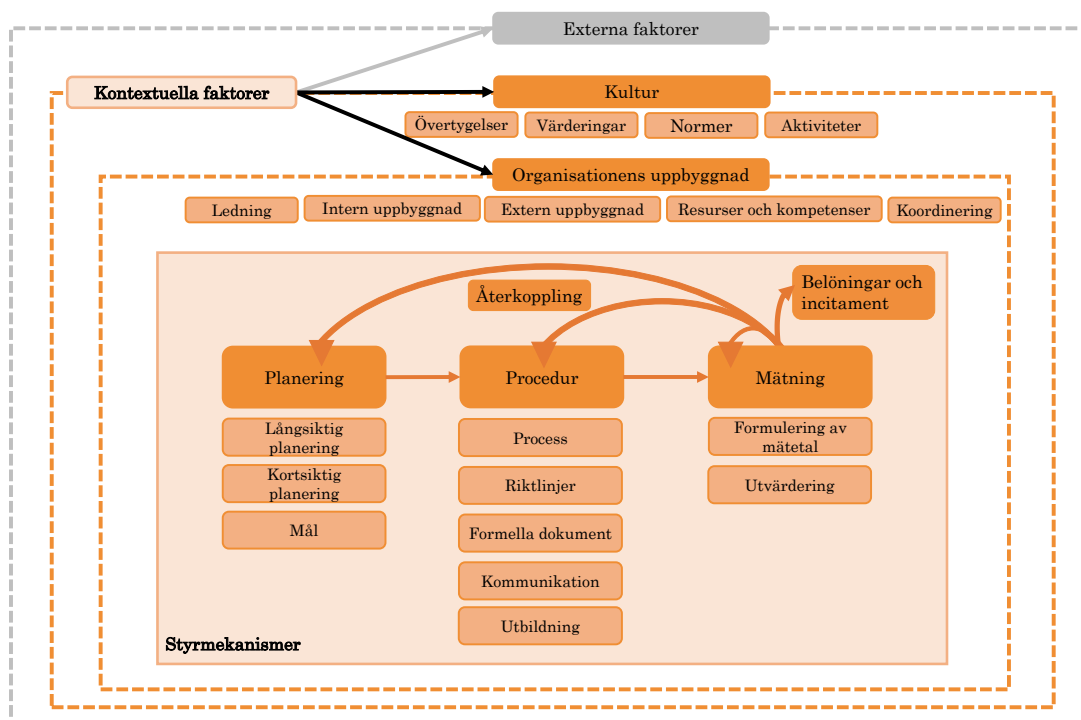 Externa faktorer
Kontextuella faktorer
Kultur
Övertygelser
Värderingar
Normer
Aktiviteter
Organisationens uppbyggnad
Ledning
Intern uppbyggnad
Extern uppbyggnad
Resurser och kompetenser
Koordinering
Återkoppling
Belöningar och
incitament
Planering
Procedur
Mätning
Långsiktig
planering
Kortsiktig
planering
Mål
Process
Riktlinjer
Formella dokument
Kommunikation
Utbildning
Formulering av
mätetal
Utvärdering
Styrmekanismer